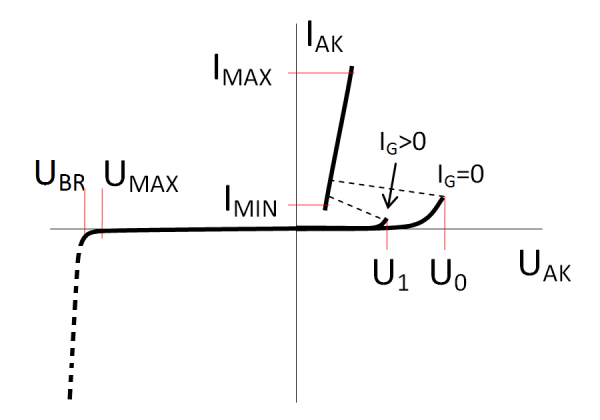 I_AK
I_MAX
I_G>0
U_BR U_MAX
I_G=0
I_MIN
U_1 U_0 U_AK